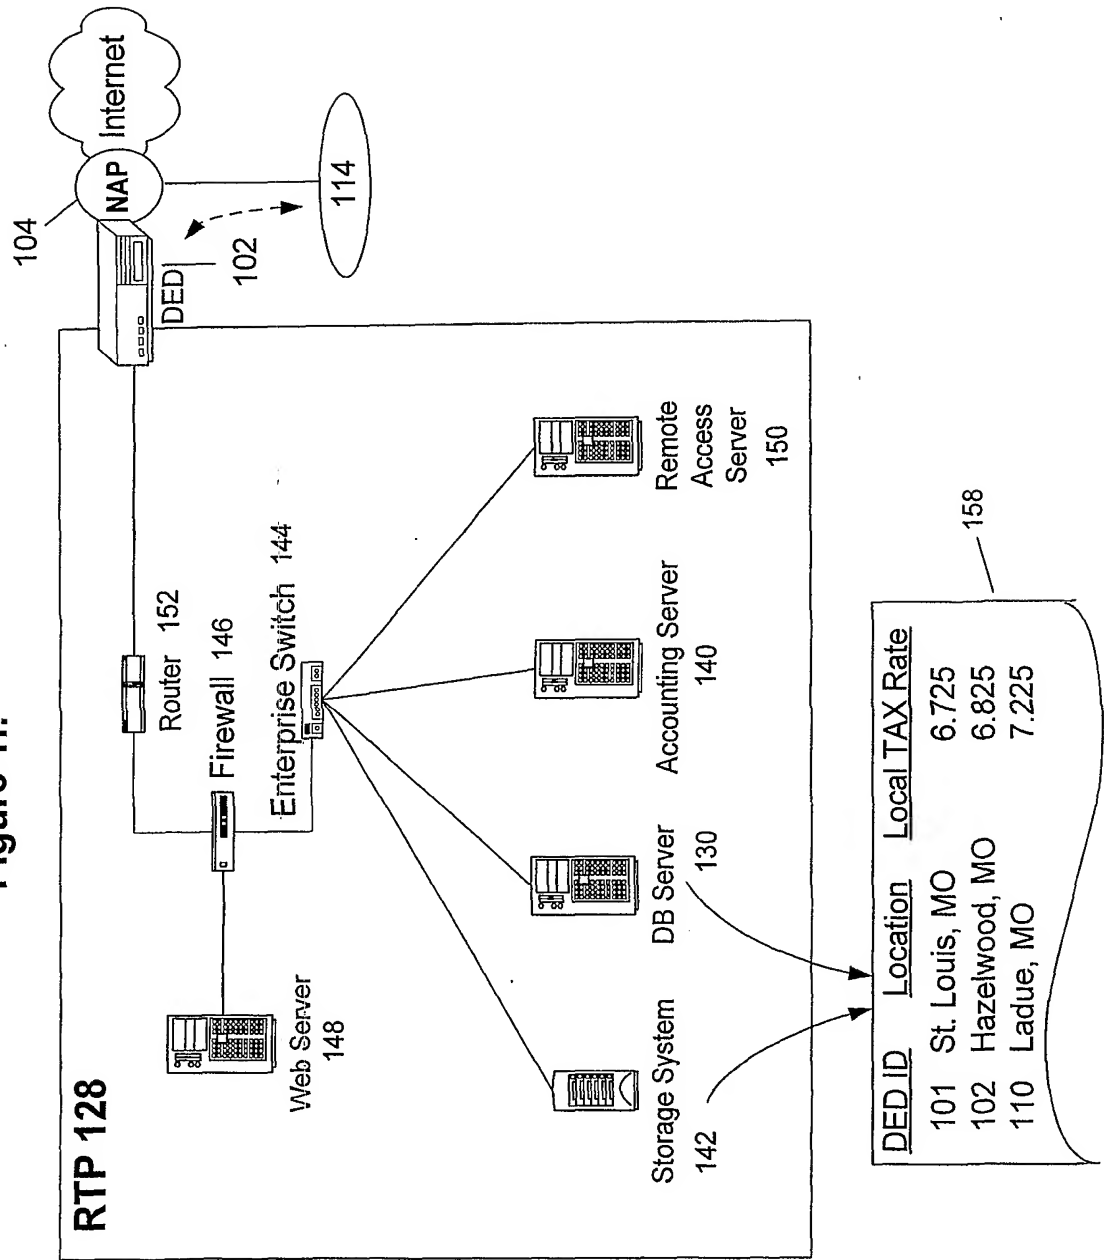 Figure
104
RTP 128
NAP Internet
DED
102
114
Router 152
Firewall 146
Enterprise Switch 144
Web Server
148
Storage System
142
DB Server
130
Accounting Server
140
Remote
Access
Server
150
158
DED ID Location Local TAX Rate
101 St. Louis, MO 6.725
102 Hazelwood, MO 6.825
110 Ladue, MO 7.225